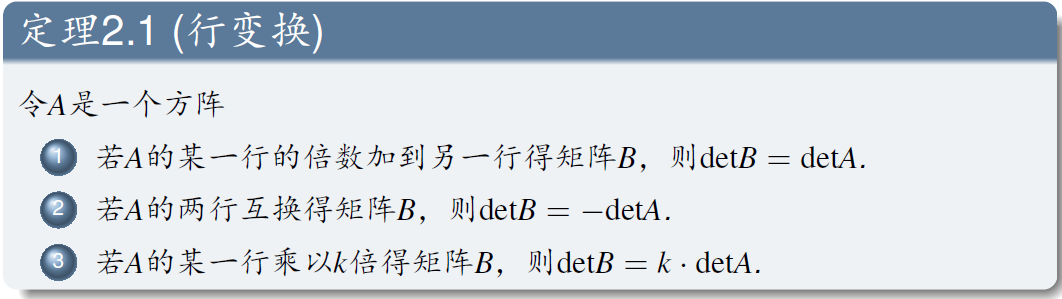 定理2.1 (行变换)
令A是一个方阵
1 若A的某一行的倍数加到另一行得矩阵B，则detB = detA.
2 若A的两行互换得矩阵B，则detB = −detA.
3 若A的某一行乘以k倍得矩阵B，则detB = k · detA.